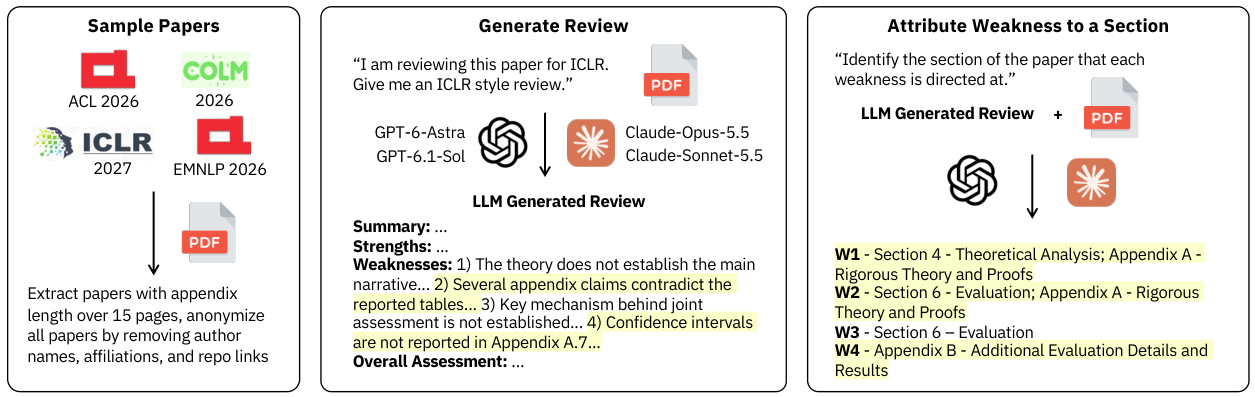 Sample Papers
COLM
ACL 2026
2026
ICLR
2027
EMNLP 2026
PDF
Extract papers with appendix
length over 15 pages, anonymize
all papers by removing author
names, affiliations, and repo links
Generate Review
“I am reviewing this paper for ICLR.
Give me an ICLR style review.”
PDF
GPT-6-Astra
GPT-6.1-Sol
Claude-Opus-5.5
Claude-Sonnet-5.5
LLM Generated Review
Summary: ...
Strengths: ...
Weaknesses: 1) The theory does not establish the main
narrative... 2) Several appendix claims contradict the
reported tables... 3) Key mechanism behind joint
assessment is not established... 4) Confidence intervals
are not reported in Appendix A.7...
Overall Assessment: ...
Attribute Weakness to a Section
“Identify the section of the paper that each
weakness is directed at.”
LLM Generated Review +
PDF
W1 - Section 4 - Theoretical Analysis; Appendix A -
Rigorous Theory and Proofs
W2 - Section 6 - Evaluation; Appendix A - Rigorous
Theory and Proofs
W3 - Section 6 – Evaluation
W4 - Appendix B - Additional Evaluation Details and
Results